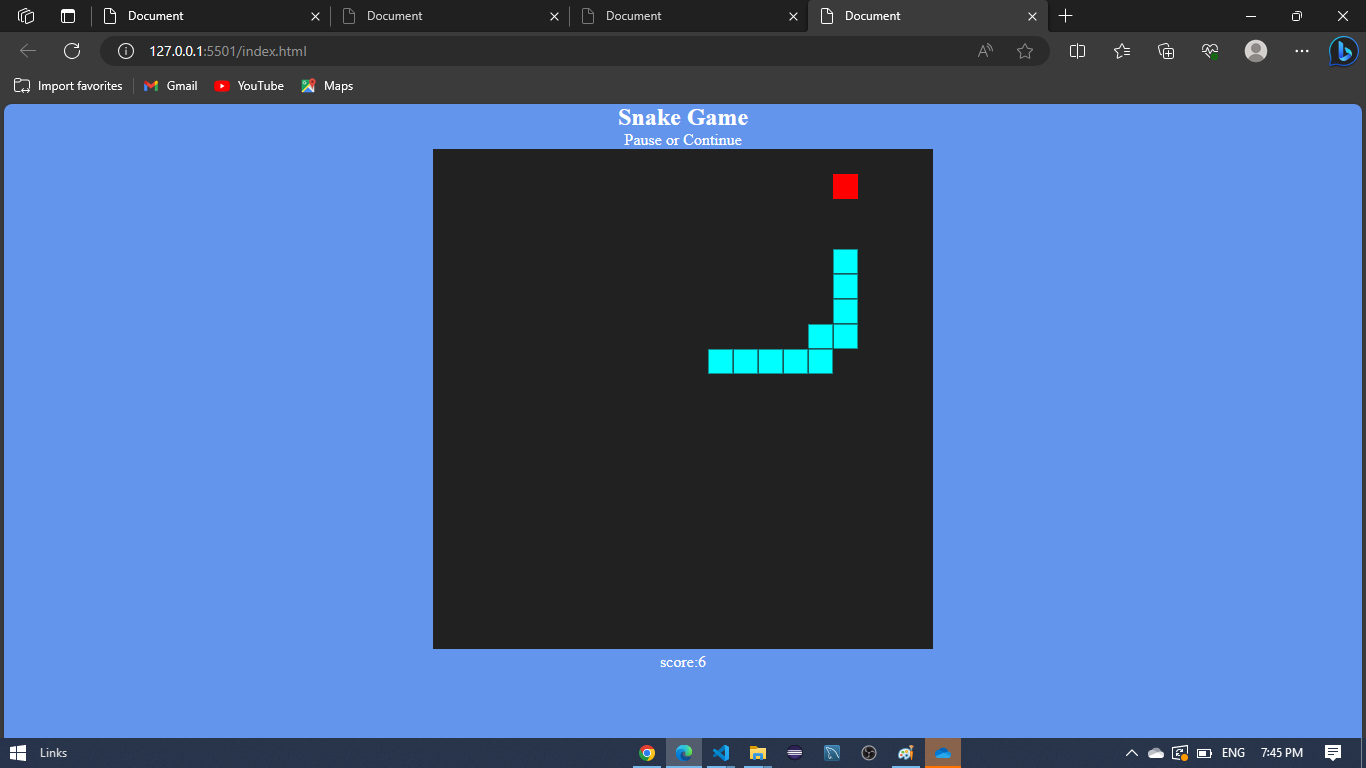 Document
Document
Document
Document
127.0.0.1:5501/index.html
Import favorites
Gmail
YouTube
Maps
Snake Game
Pause or Continue
score:6
Links
ENG
7:45 PM